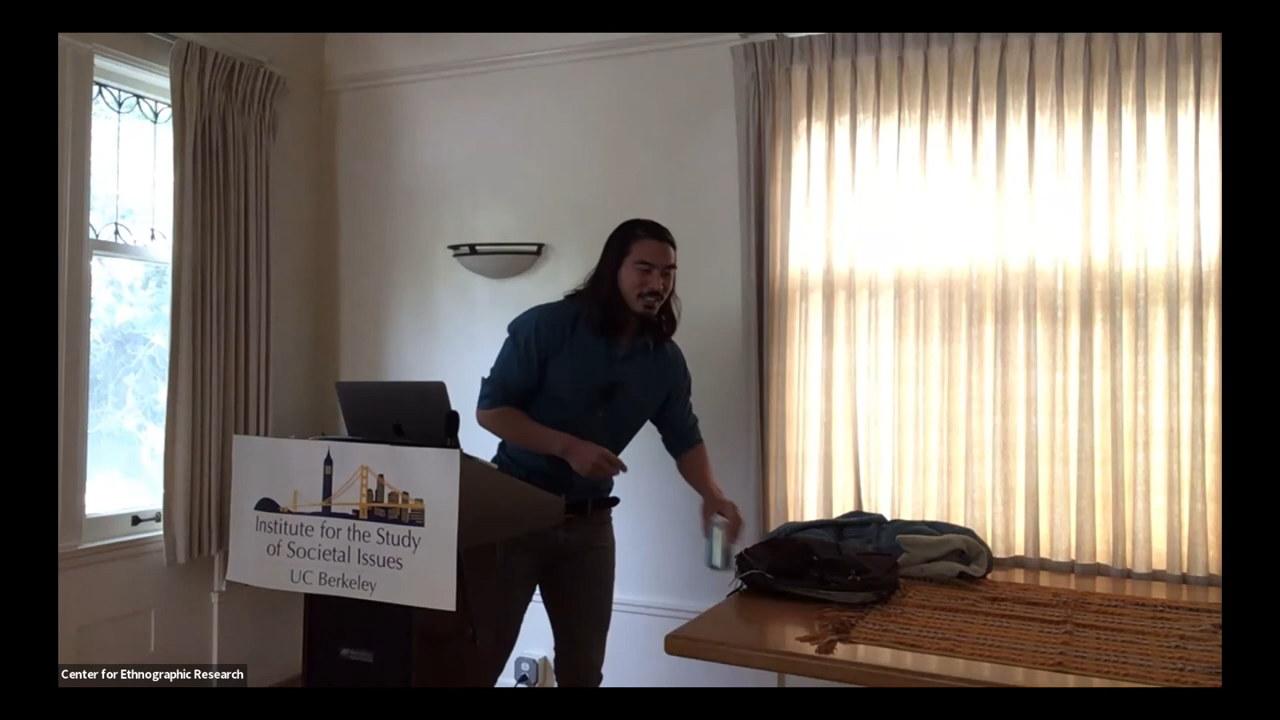 Institute for the Study
of Societal Issues
UC Berkeley
Center for Ethnographic Research